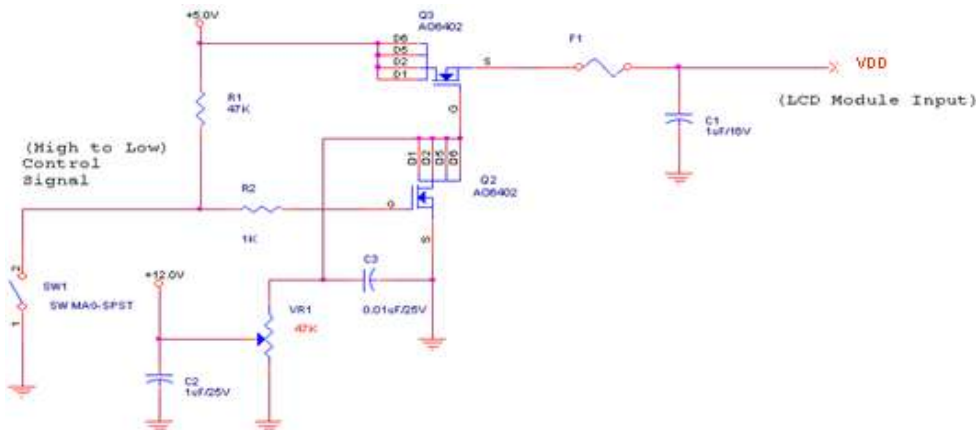 +5.0V
Q3
AO6402
F1
D6
D5
D2
D1
S
VDD
R1
47K
G
(LCD Module Input)
C1
1uF/16V
(High to Low)
Control
Signal
D1
D2
D5
D6
Q2
AO6402
R2
G
1K
S
2
+12.0V
C3
SW1
SW MAG-SPST
VR1
0.01uF/25V
1
47K
C2
1uF/25V